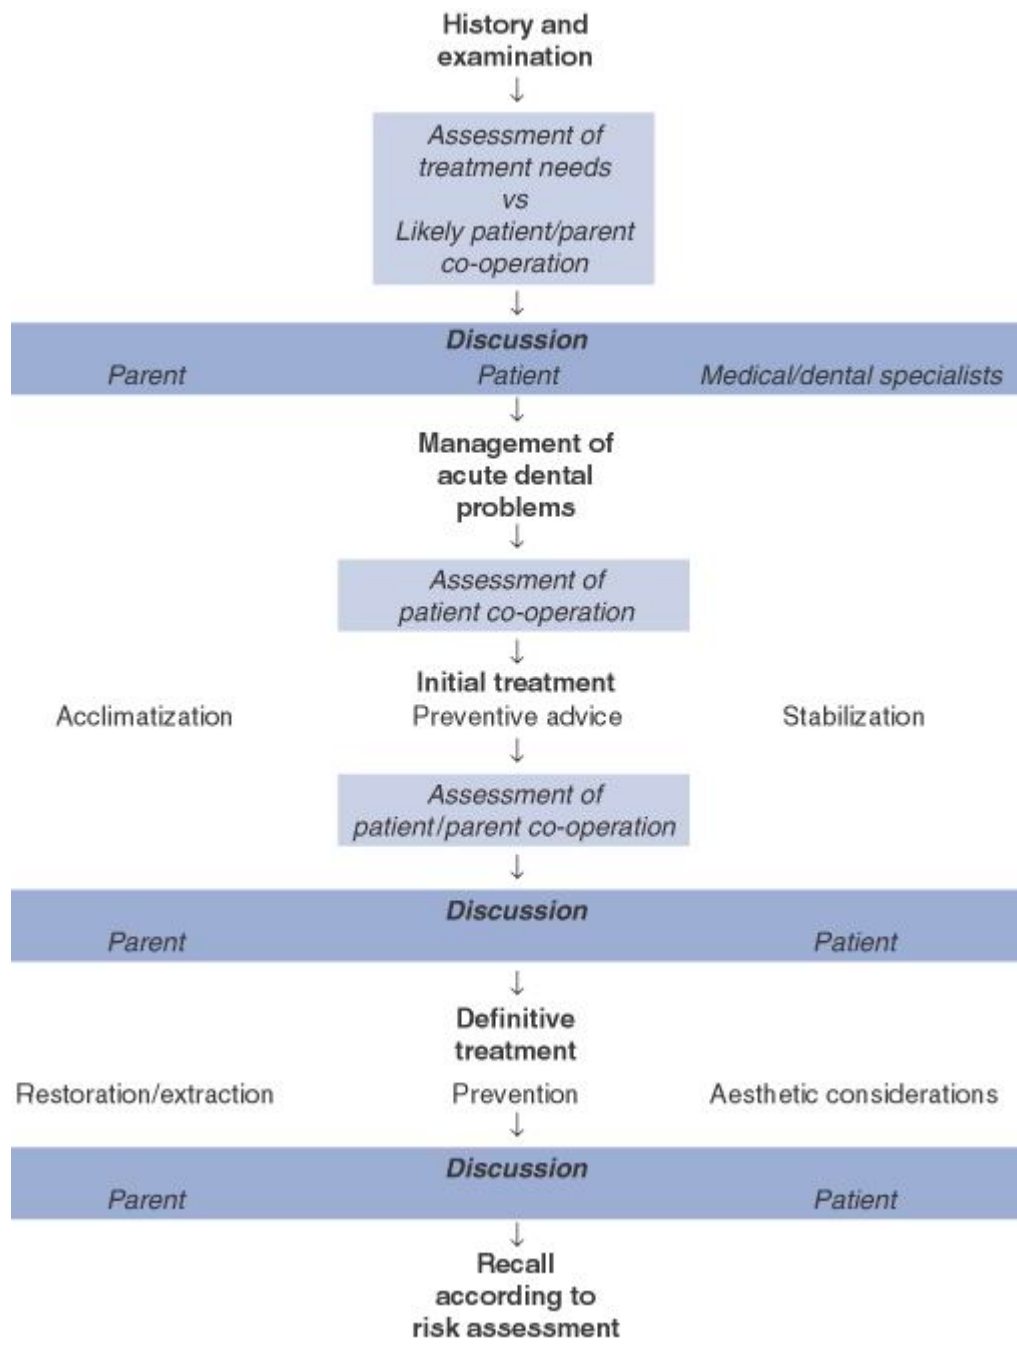 History and
examination
↓
Assessment of
treatment needs
vs
Likely patient/parent
co-operation
↓
Discussion
Parent Patient Medical/dental specialists
↓
Management of
acute dental
problems
↓
Assessment of
patient co-operation
↓
Initial treatment
Acclimatization Preventive advice Stabilization
↓
Assessment of
patient/parent co-operation
↓
Discussion
Parent Patient
↓
Definitive
treatment
Restoration/extraction Prevention Aesthetic considerations
↓
Discussion
Parent Patient
↓
Recall
according to
risk assessment